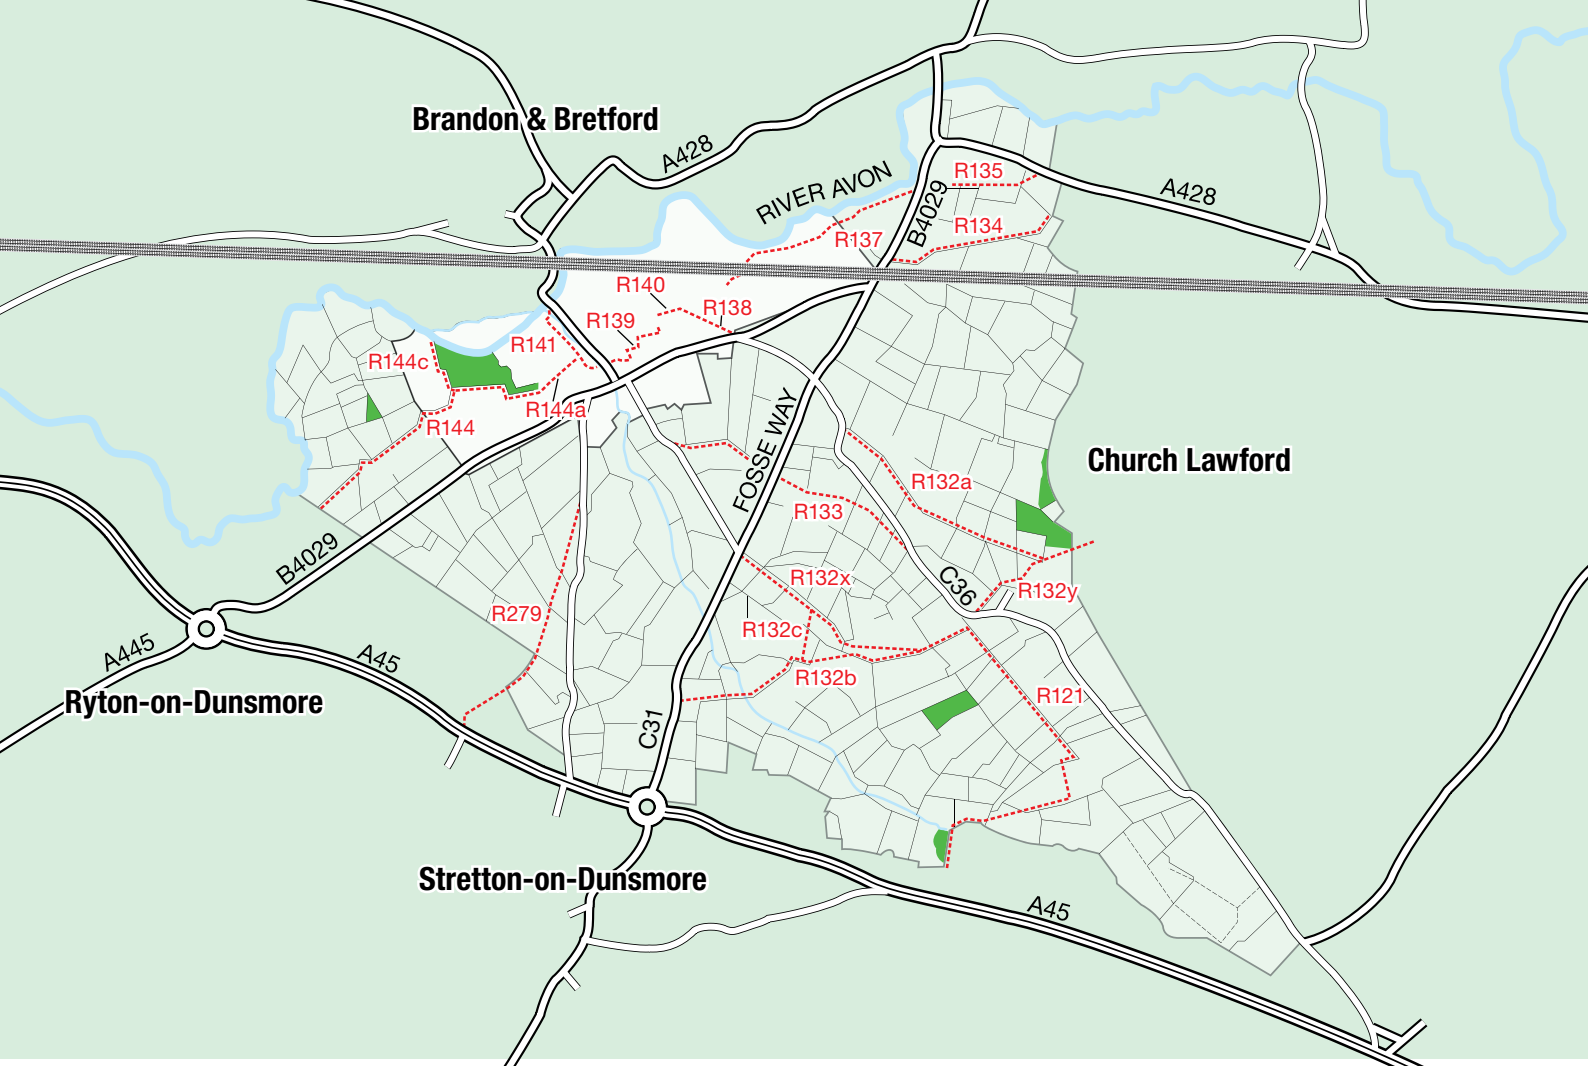 Brandon & Bretford
A428
RIVER AVON
R135
B4029
A428
R134
R137
R140
R138
R139
R141
R144c
R144a
R144
FOSSE WAY
Church Lawford
R132a
R133
B4029
C36
R132x
R132y
R279
R132c
A445
A45
R132b
R121
Ryton-on-Dunsmore
C31
Stretton-on-Dunsmore
A45